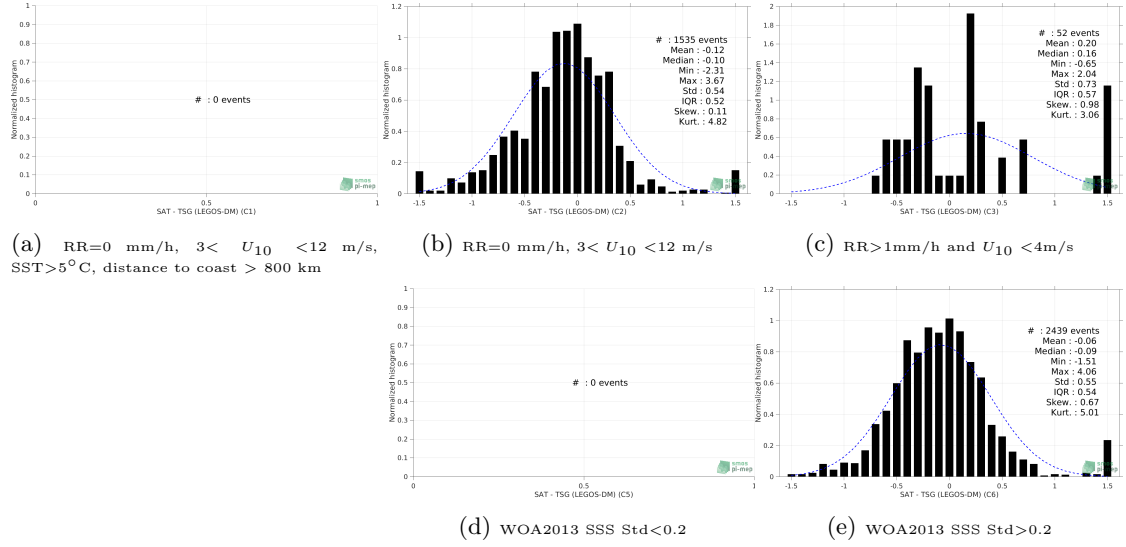 1
0.9
0.8
0.7
0.6
0.5
0.4
0.3
0.2
0.1
0
Normalized histogram
# : 0 events
smos
pi-mep
0 0.5 1
SAT - TSG (LEGOS-DM) (C1)
(a) RR=0 mm/h, 3< U10 <12 m/s,
SST>5°C, distance to coast > 800 km
1.2
1
0.8
0.6
0.4
0.2
0
Normalized histogram
# : 1535 events
Mean : -0.12
Median : -0.10
Min : -2.31
Max : 3.67
Std : 0.54
IQR : 0.52
Skew. : 0.11
Kurt. : 4.82
smos
pi-mep
-1.5 -1 -0.5 0 0.5 1 1.5
SAT - TSG (LEGOS-DM) (C2)
(b) RR=0 mm/h, 3< U10 <12 m/s
2
1.8
1.6
1.4
1.2
1
0.8
0.6
0.4
0.2
0
Normalized histogram
# : 52 events
Mean : 0.20
Median : 0.16
Min : -0.65
Max : 2.04
Std : 0.73
IQR : 0.57
Skew. : 0.98
Kurt. : 3.06
smos
pi-mep
-1.5 -1 -0.5 0 0.5 1 1.5
SAT - TSG (LEGOS-DM) (C3)
(c) RR>1mm/h and U10 <4m/s
1
0.9
0.8
0.7
0.6
0.5
0.4
0.3
0.2
0.1
0
Normalized histogram
# : 0 events
smos
pi-mep
0 0.5 1
SAT - TSG (LEGOS-DM) (C5)
(d) WOA2013 SSS Std<0.2
1.2
1
0.8
0.6
0.4
0.2
0
Normalized histogram
# : 2439 events
Mean : -0.06
Median : -0.09
Min : -1.51
Max : 4.06
Std : 0.55
IQR : 0.54
Skew. : 0.67
Kurt. : 5.01
smos
pi-mep
-1.5 -1 -0.5 0 0.5 1 1.5
SAT - TSG (LEGOS-DM) (C6)
(e) WOA2013 SSS Std>0.2